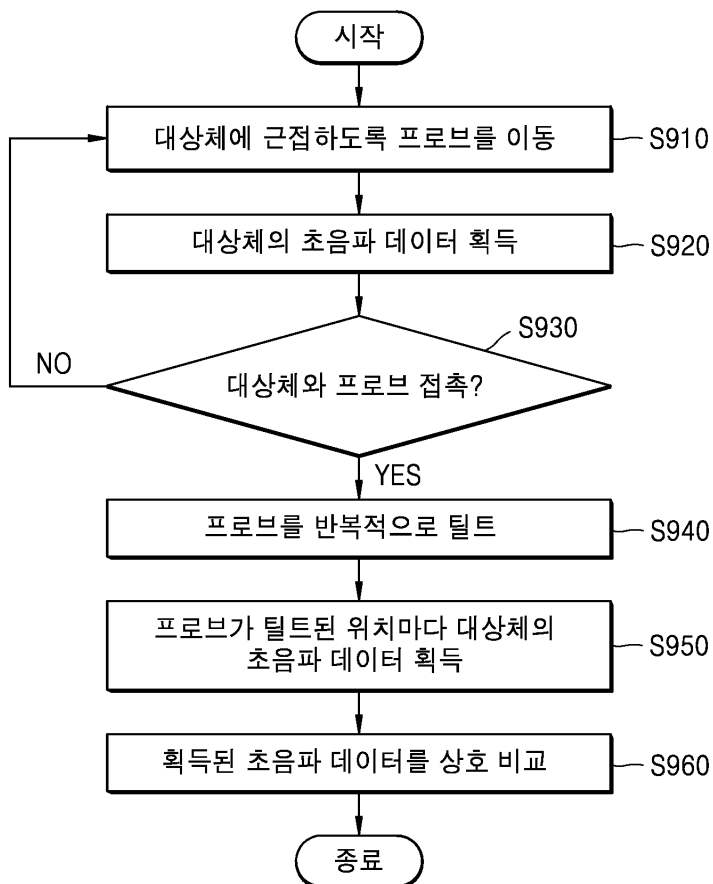 시작
대상체에 근접하도록 프로브를 이동
S910
대상체의 초음파 데이터 획득
S920
S930
대상체와 프로브 접촉?
NO
YES
프로브를 반복적으로 틸트
S940
프로브가 틸트된 위치마다 대상체의
초음파 데이터 획득
S950
획득된 초음파 데이터를 상호 비교
S960
종료